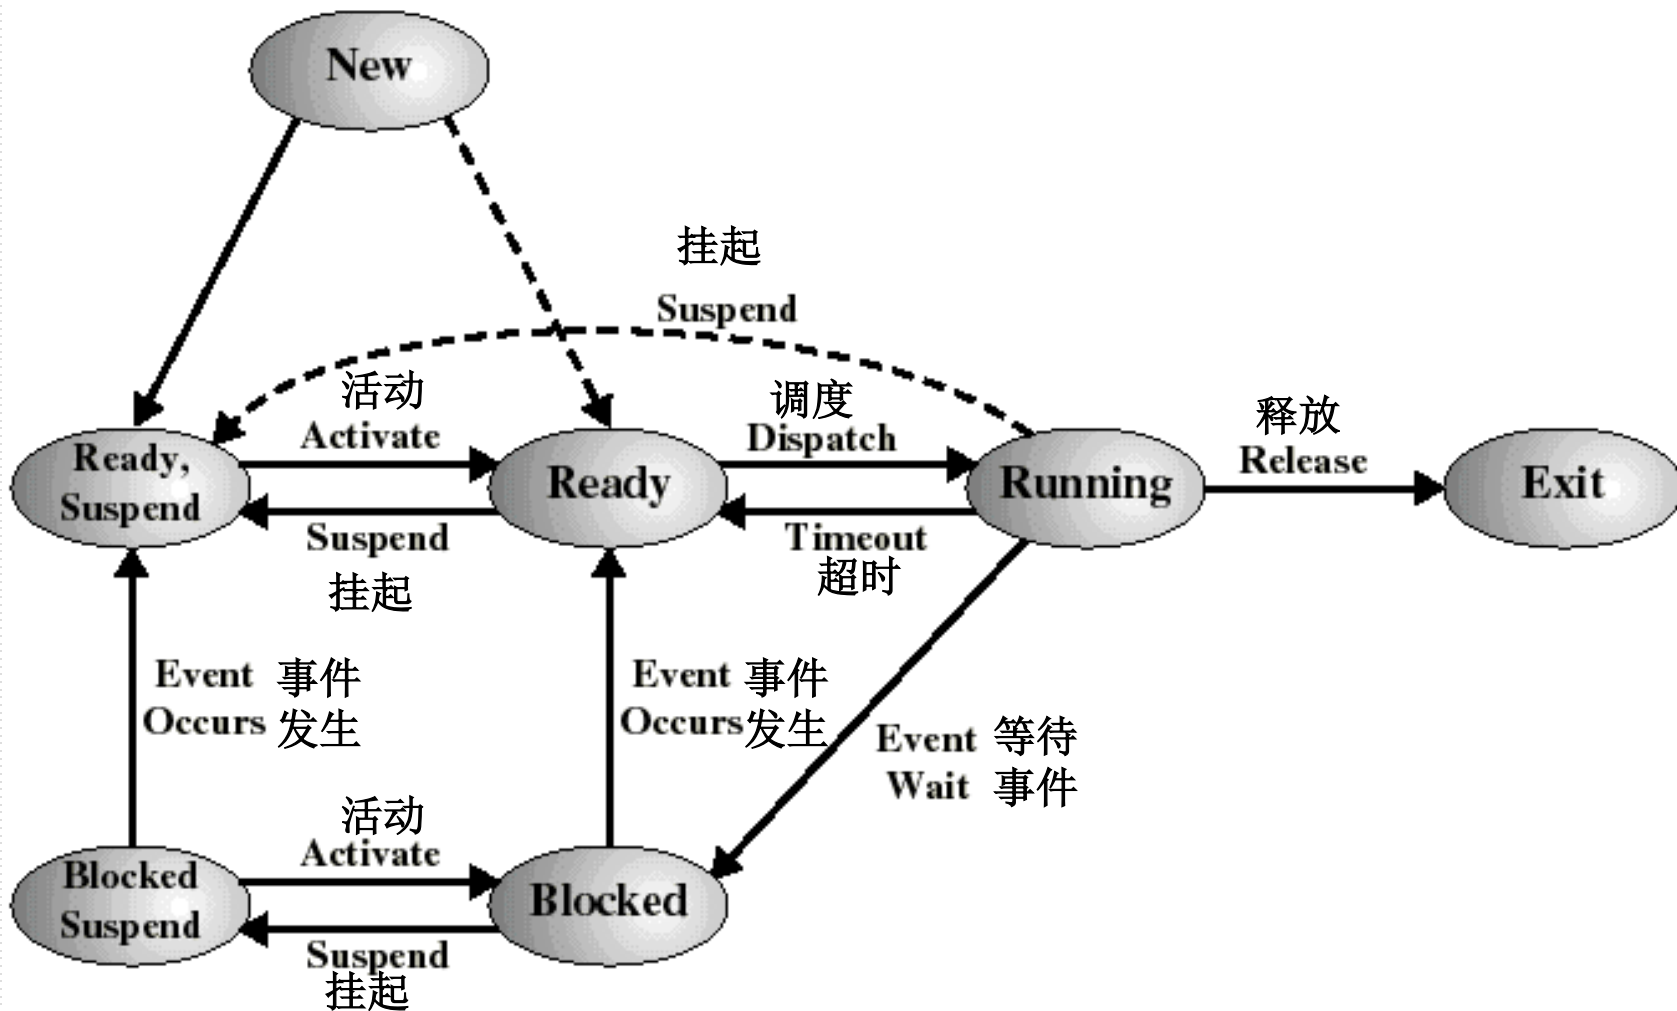 New
挂起
Suspend
活动
Activate
调度
Dispatch
释放
Release
Ready,
Suspend
Ready
Running
Exit
Suspend
挂起
Timeout
超时
Event 事件
Occurs 发生
Event 事件
Occurs 发生
Event 等待
Wait 事件
活动
Activate
Blocked
Suspend
Blocked
Suspend
挂起